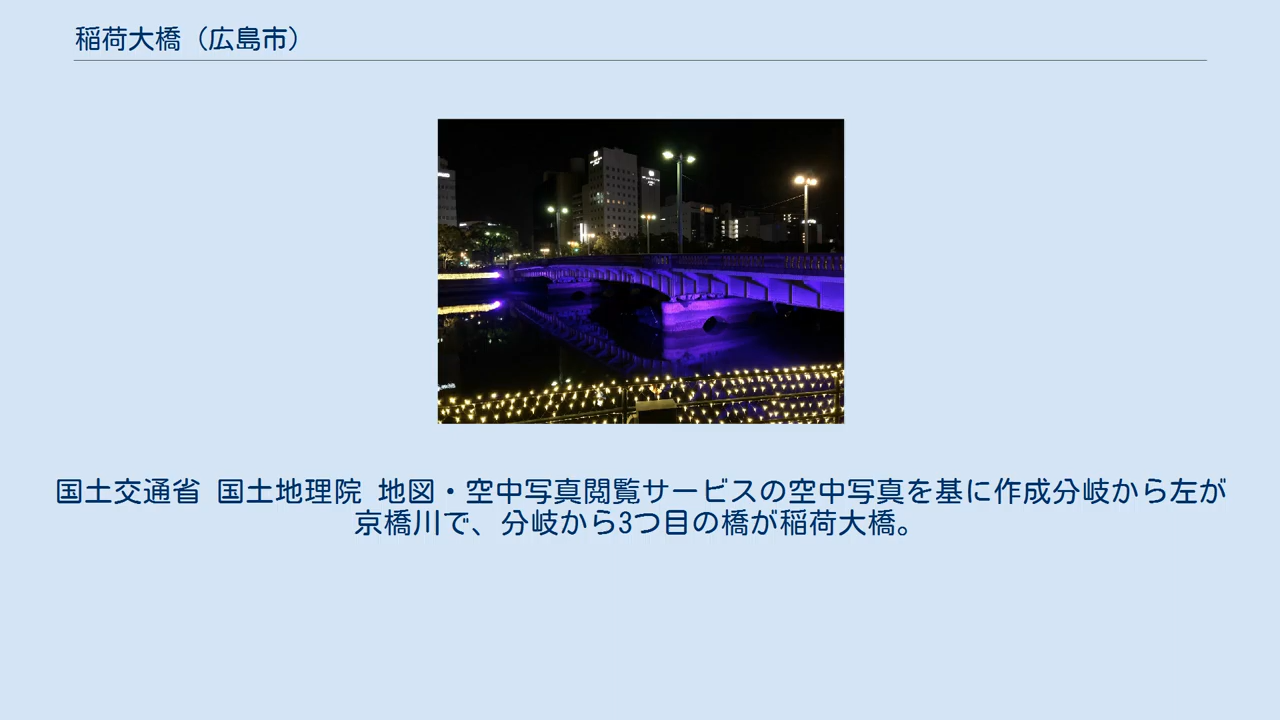 稲荷大橋（広島市）
国土交通省 国土地理院 地図・空中写真閲覧サービスの空中写真を基に作成分岐から左が
京橋川で、分岐から3つ目の橋が稲荷大橋。